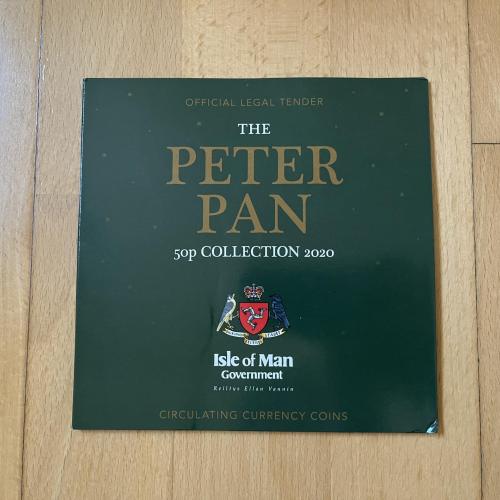 OFFICIAL LEGAL TENDER
THE
PETER
PAN
50p COLLECTION 2020
Isle of Man
Government
Reiltys Ellan Vannin
CIRCULATING CURRENCY COINS